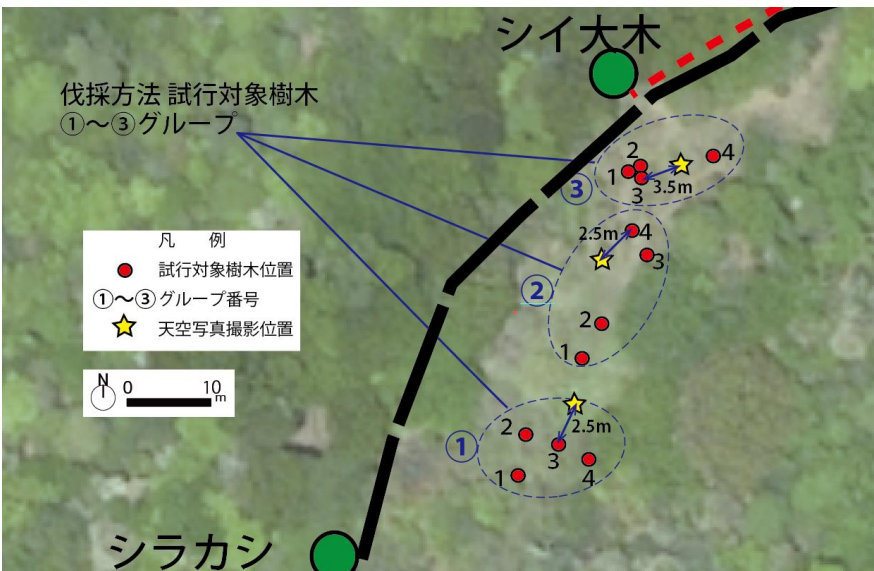 シイ大木
伐採方法 試行対象樹木
①～③グループ
2
4
1
3
3.5m
③
2.5m
4
3
②
2
1
凡 例
試行対象樹木位置
①～③グループ番号
天空写真撮影位置
N
0 10m
2.5m
①
2
3
4
1
シラカシ